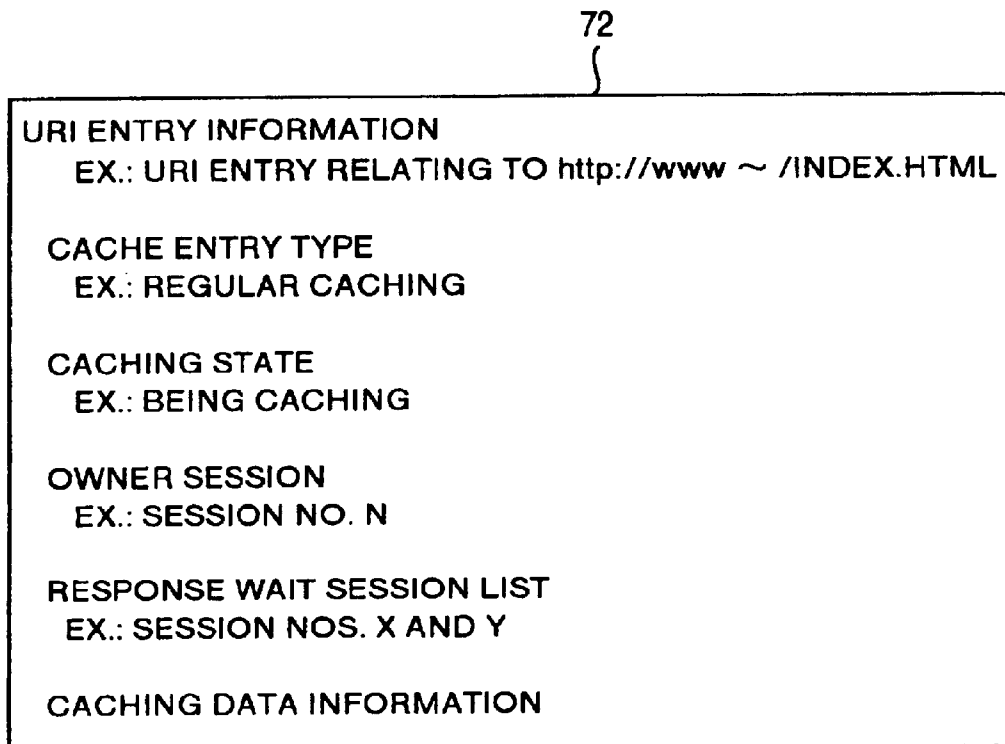 72
URI ENTRY INFORMATION
EX.: URI ENTRY RELATING TO http://www ~ /INDEX.HTML
CACHE ENTRY TYPE
EX.: REGULAR CACHING
CACHING STATE
EX.: BEING CACHING
OWNER SESSION
EX.: SESSION NO. N
RESPONSE WAIT SESSION LIST
EX.: SESSION NOS. X AND Y
CACHING DATA INFORMATION